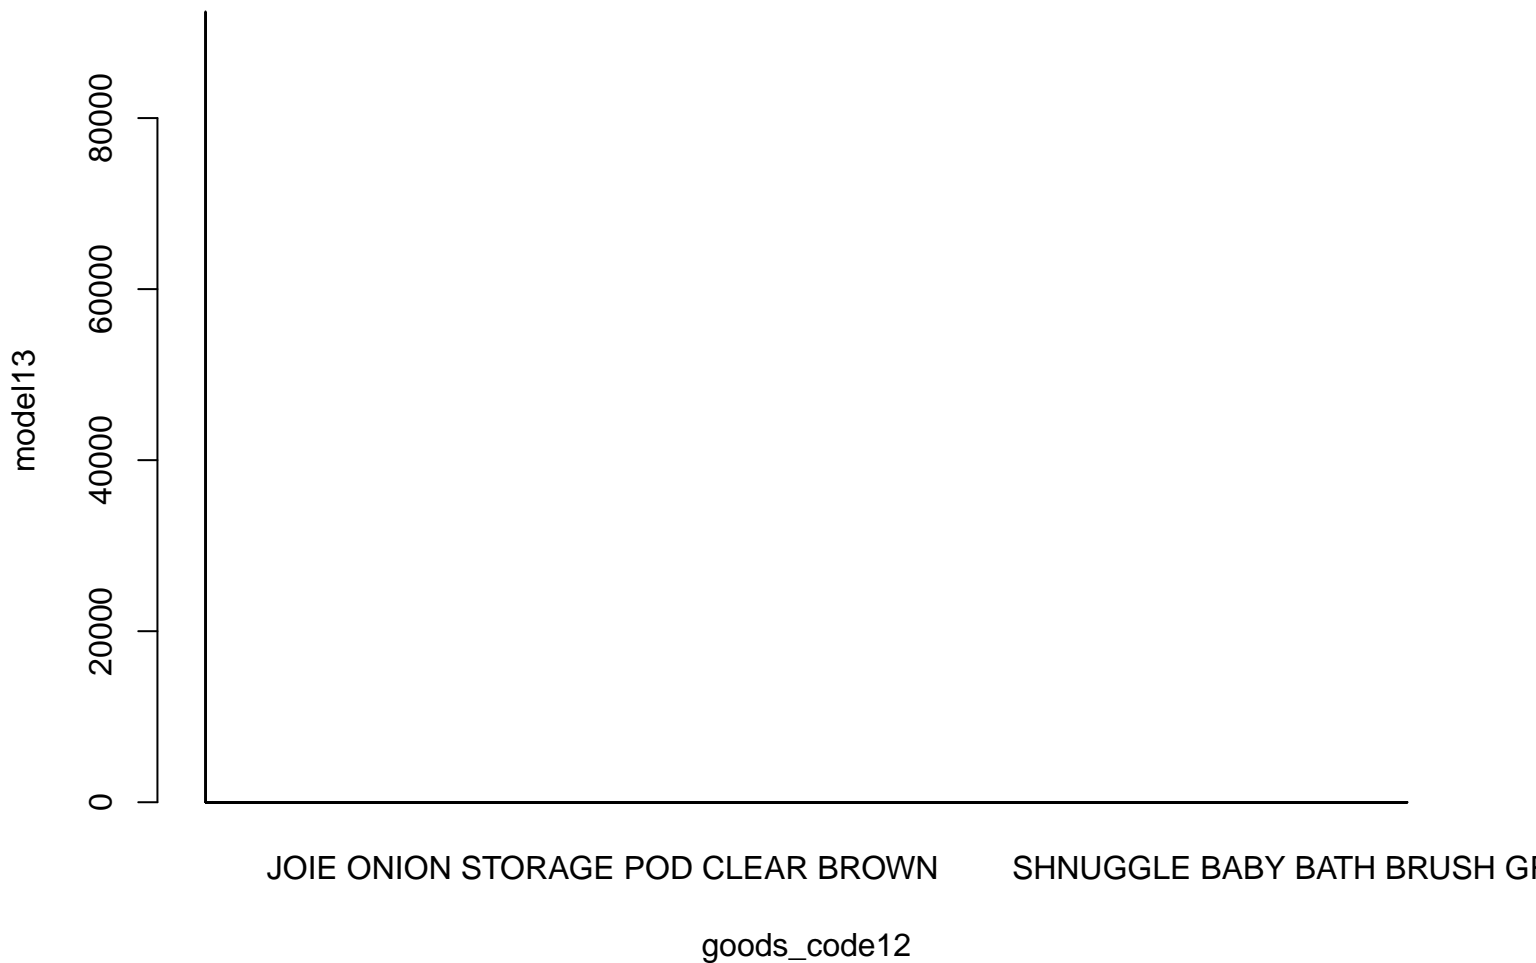 80000
60000
40000
20000
0
model13
JOIE ONION STORAGE POD CLEAR BROWN
SHNUGGLE BABY BATH BRUSH
goods_code12